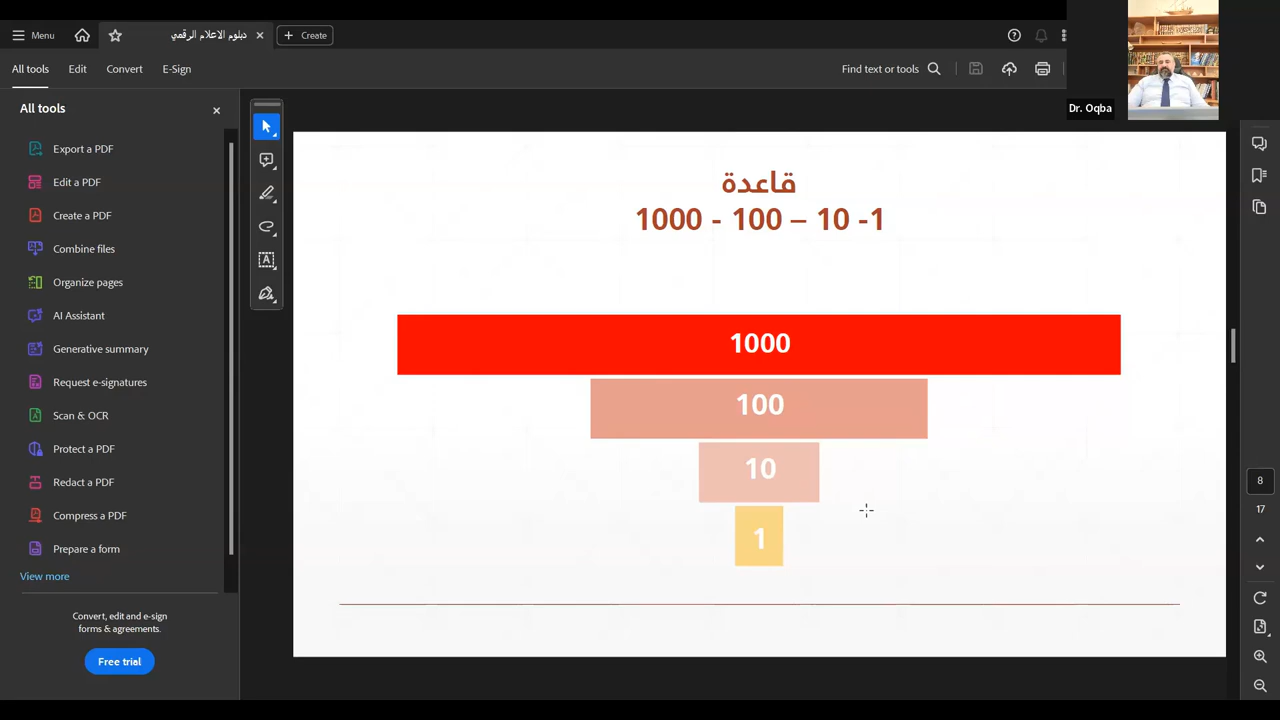 Menu
دبلوم الاعلام الرقمي
Create
All tools
Edit
Convert
E-Sign
Find text or tools
Dr. Oqba
All tools
Export a PDF
Edit a PDF
Create a PDF
Combine files
Organize pages
AI Assistant
Generative summary
Request e-signatures
Scan & OCR
Protect a PDF
Redact a PDF
Compress a PDF
Prepare a form
View more
Convert, edit and e-sign
forms & agreements.
Free trial
قاعدة
1000 - 100 – 10 -1
1000
100
10
1
8
17